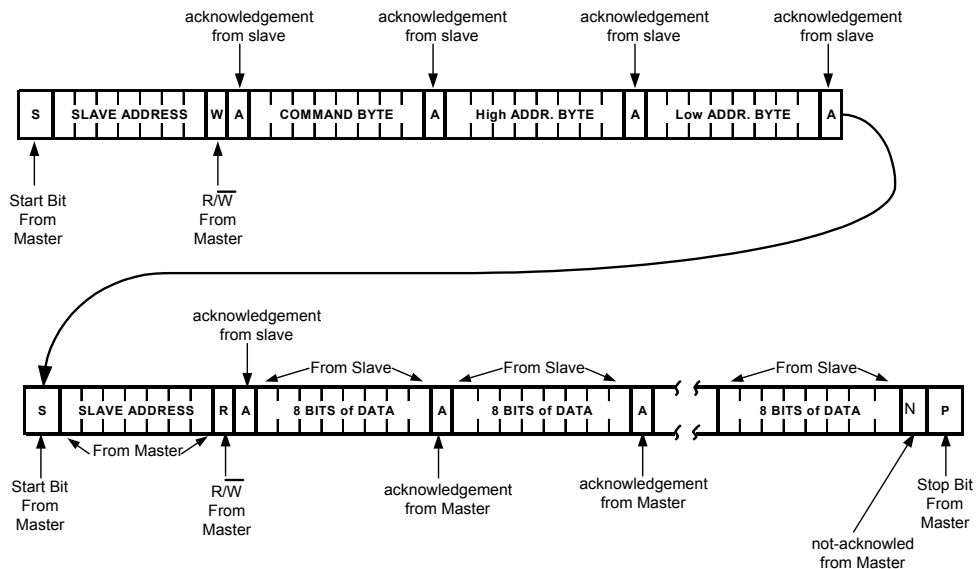 acknowledgement from slave
acknowledgement from slave
acknowledgement from slave
acknowledgement from slave
S SLAVE ADDRESS W A COMMAND BYTE A High ADDR. BYTE A Low ADDR. BYTE A
Start Bit From Master
R/W̅ From Master
acknowledgement from slave
From Slave
From Slave
From Slave
S SLAVE ADDRESS R A 8 BITS of DATA A 8 BITS of DATA A 8 BITS of DATA N P
From Master
Start Bit From Master
R/W̅ From Master
acknowledgement from Master
acknowledgement from Master
not-acknowled from Master
Stop Bit From Master